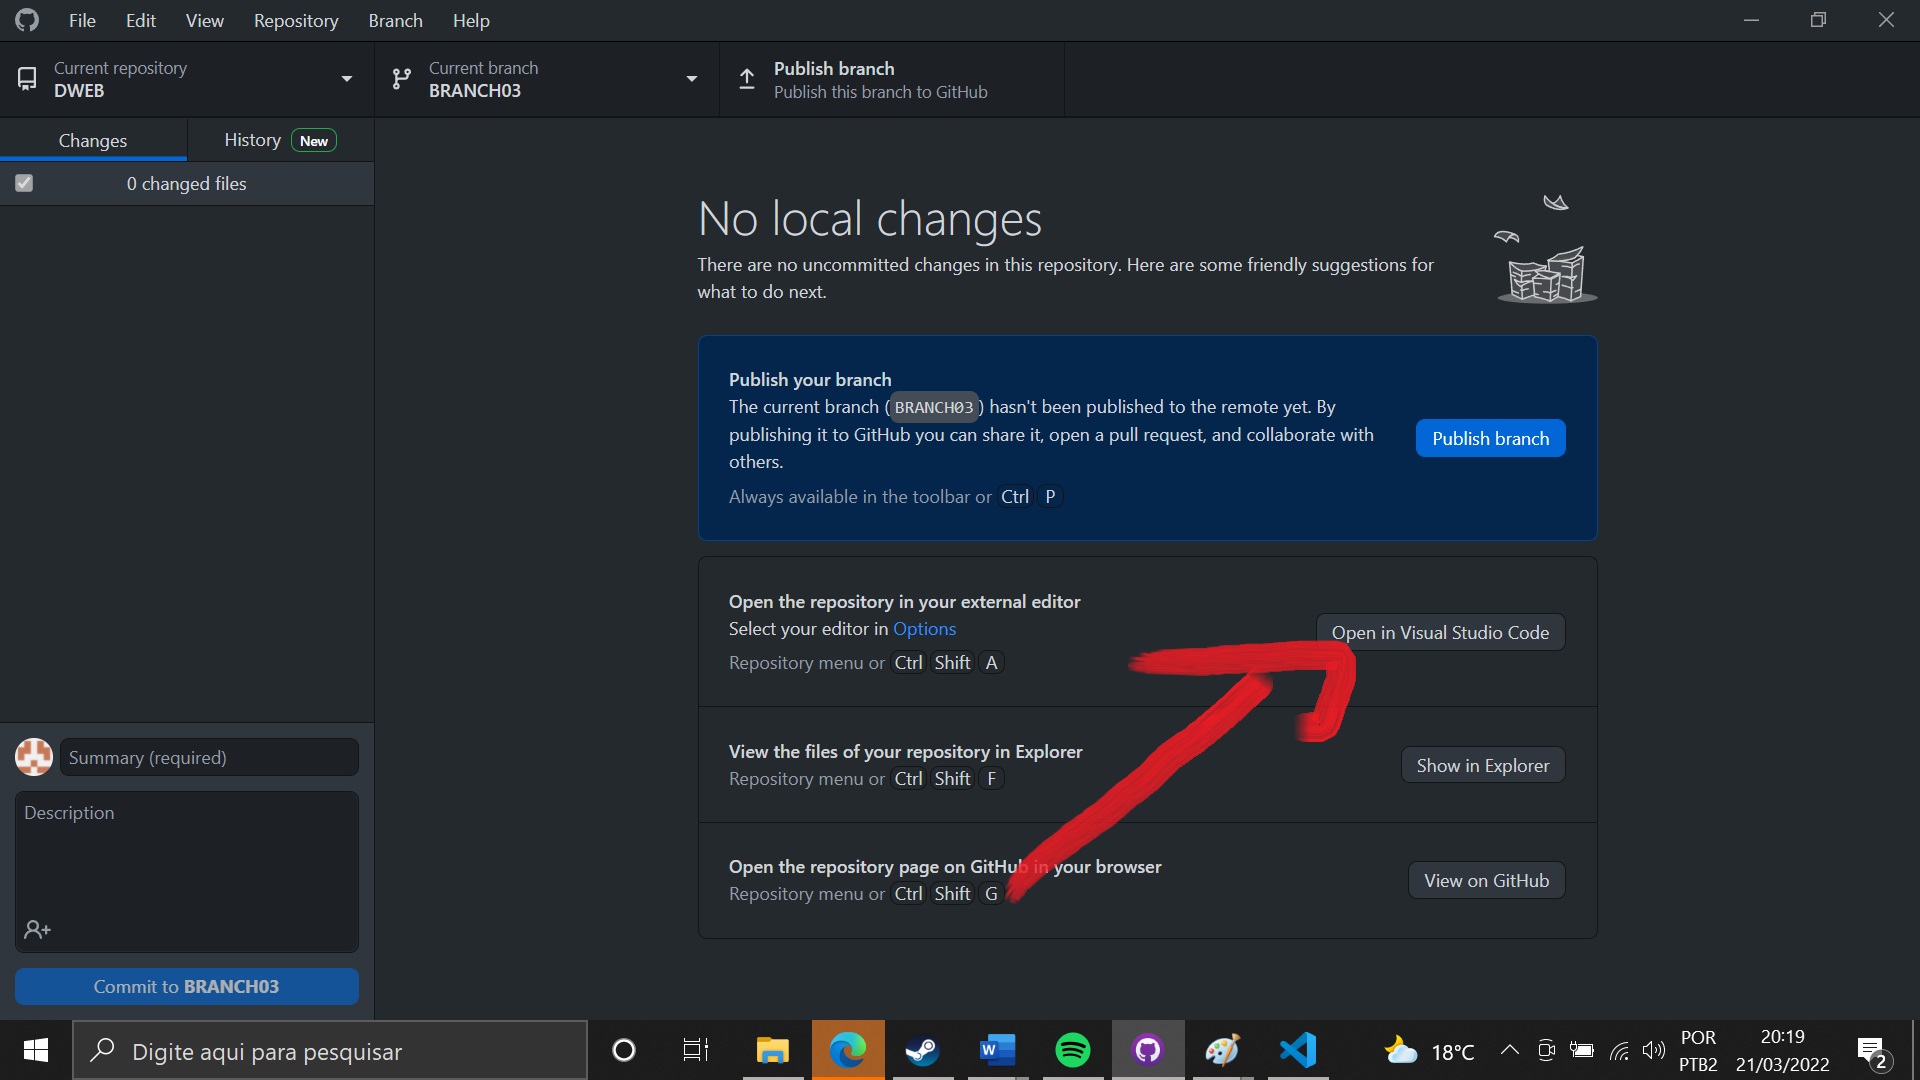 File Edit View Repository Branch Help
Current repository
DWEB
Current branch
BRANCH03
Publish branch
Publish this branch to GitHub
Changes
History New
0 changed files
No local changes
There are no uncommitted changes in this repository. Here are some friendly suggestions for
what to do next.
Publish your branch
The current branch (BRANCH03) hasn't been published to the remote yet. By
publishing it to GitHub you can share it, open a pull request, and collaborate with
others.
Always available in the toolbar or Ctrl P
Publish branch
Open the repository in your external editor
Select your editor in Options
Repository menu or Ctrl Shift A
Open in Visual Studio Code
View the files of your repository in Explorer
Repository menu or Ctrl Shift F
Show in Explorer
Open the repository page on GitHub in your browser
Repository menu or Ctrl Shift G
View on GitHub
Summary (required)
Description
Commit to BRANCH03
Digite aqui para pesquisar
W
18°C
POR
PTB2
20:19
21/03/2022
2